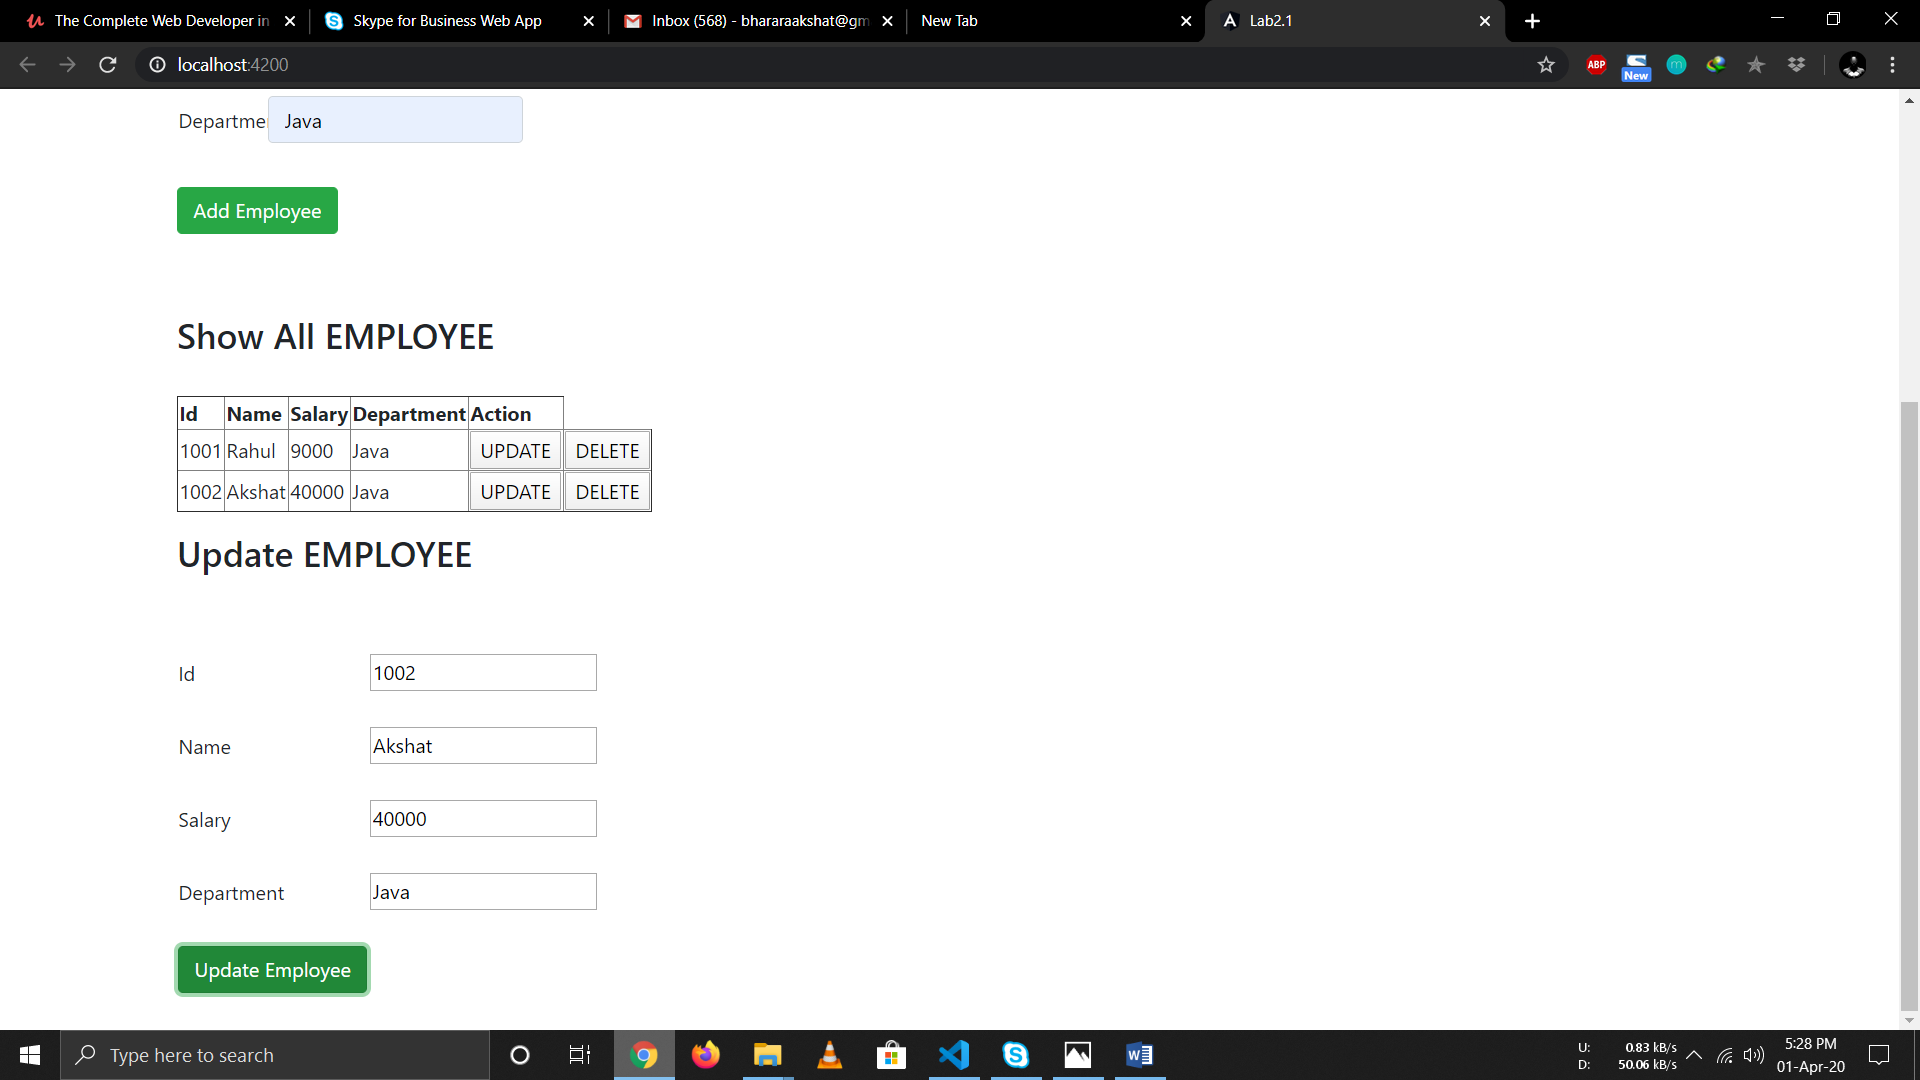 The Complete Web Developer in
Skype for Business Web App
Inbox (568) - bhararaakshat@gm
New Tab
Lab2.1
localhost:4200
ABP
New
m
Departme
Java
Add Employee
Show All EMPLOYEE
Id Name Salary Department Action
1001 Rahul 9000 Java UPDATE DELETE
1002 Akshat 40000 Java UPDATE DELETE
Update EMPLOYEE
Id 1002
Name Akshat
Salary 40000
Department Java
Update Employee
Type here to search
U: 0.83 kB/s
D: 50.06 kB/s
5:28 PM
01-Apr-20